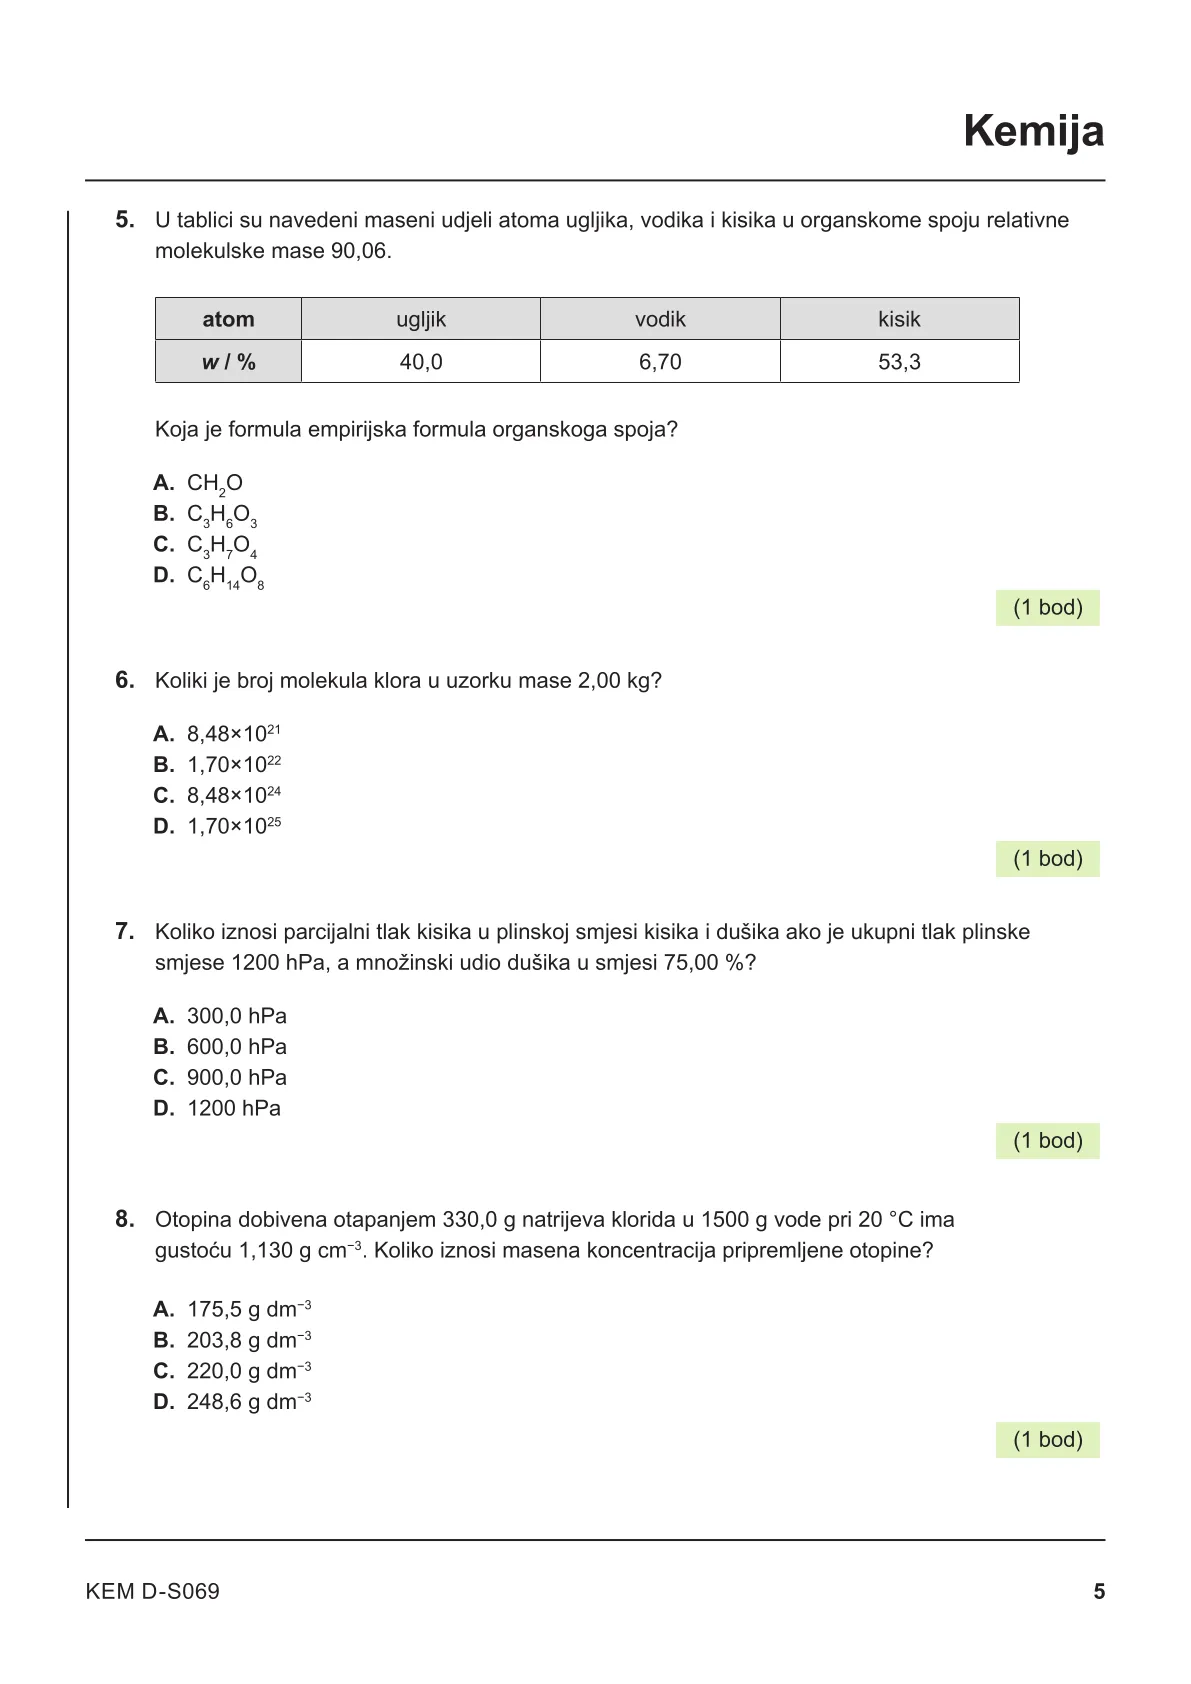 Kemija
5. U tablici su navedeni maseni udjeli atoma ugljika, vodika i kisika u organskome spoju relativne
molekulske mase 90,06.
atom ugljik vodik kisik
w / % 40,0 6,70 53,3
Koja je formula empirijska formula organskoga spoja?
A. CH₂O
B. C₃H₆O₃
C. C₃H₇O₄
D. C₆H₁₄O₈
(1 bod)
6. Koliki je broj molekula klora u uzorku mase 2,00 kg?
A. 8,48×10²¹
B. 1,70×10²²
C. 8,48×10²⁴
D. 1,70×10²⁵
(1 bod)
7. Koliko iznosi parcijalni tlak kisika u plinskoj smjesi kisika i dušika ako je ukupni tlak plinske
smjese 1200 hPa, a množinski udio dušika u smjesi 75,00 %?
A. 300,0 hPa
B. 600,0 hPa
C. 900,0 hPa
D. 1200 hPa
(1 bod)
8. Otopina dobivena otapanjem 330,0 g natrijeva klorida u 1500 g vode pri 20 °C ima
gustoću 1,130 g cm⁻³. Koliko iznosi masena koncentracija pripremljene otopine?
A. 175,5 g dm⁻³
B. 203,8 g dm⁻³
C. 220,0 g dm⁻³
D. 248,6 g dm⁻³
(1 bod)
KEM D-S069 5